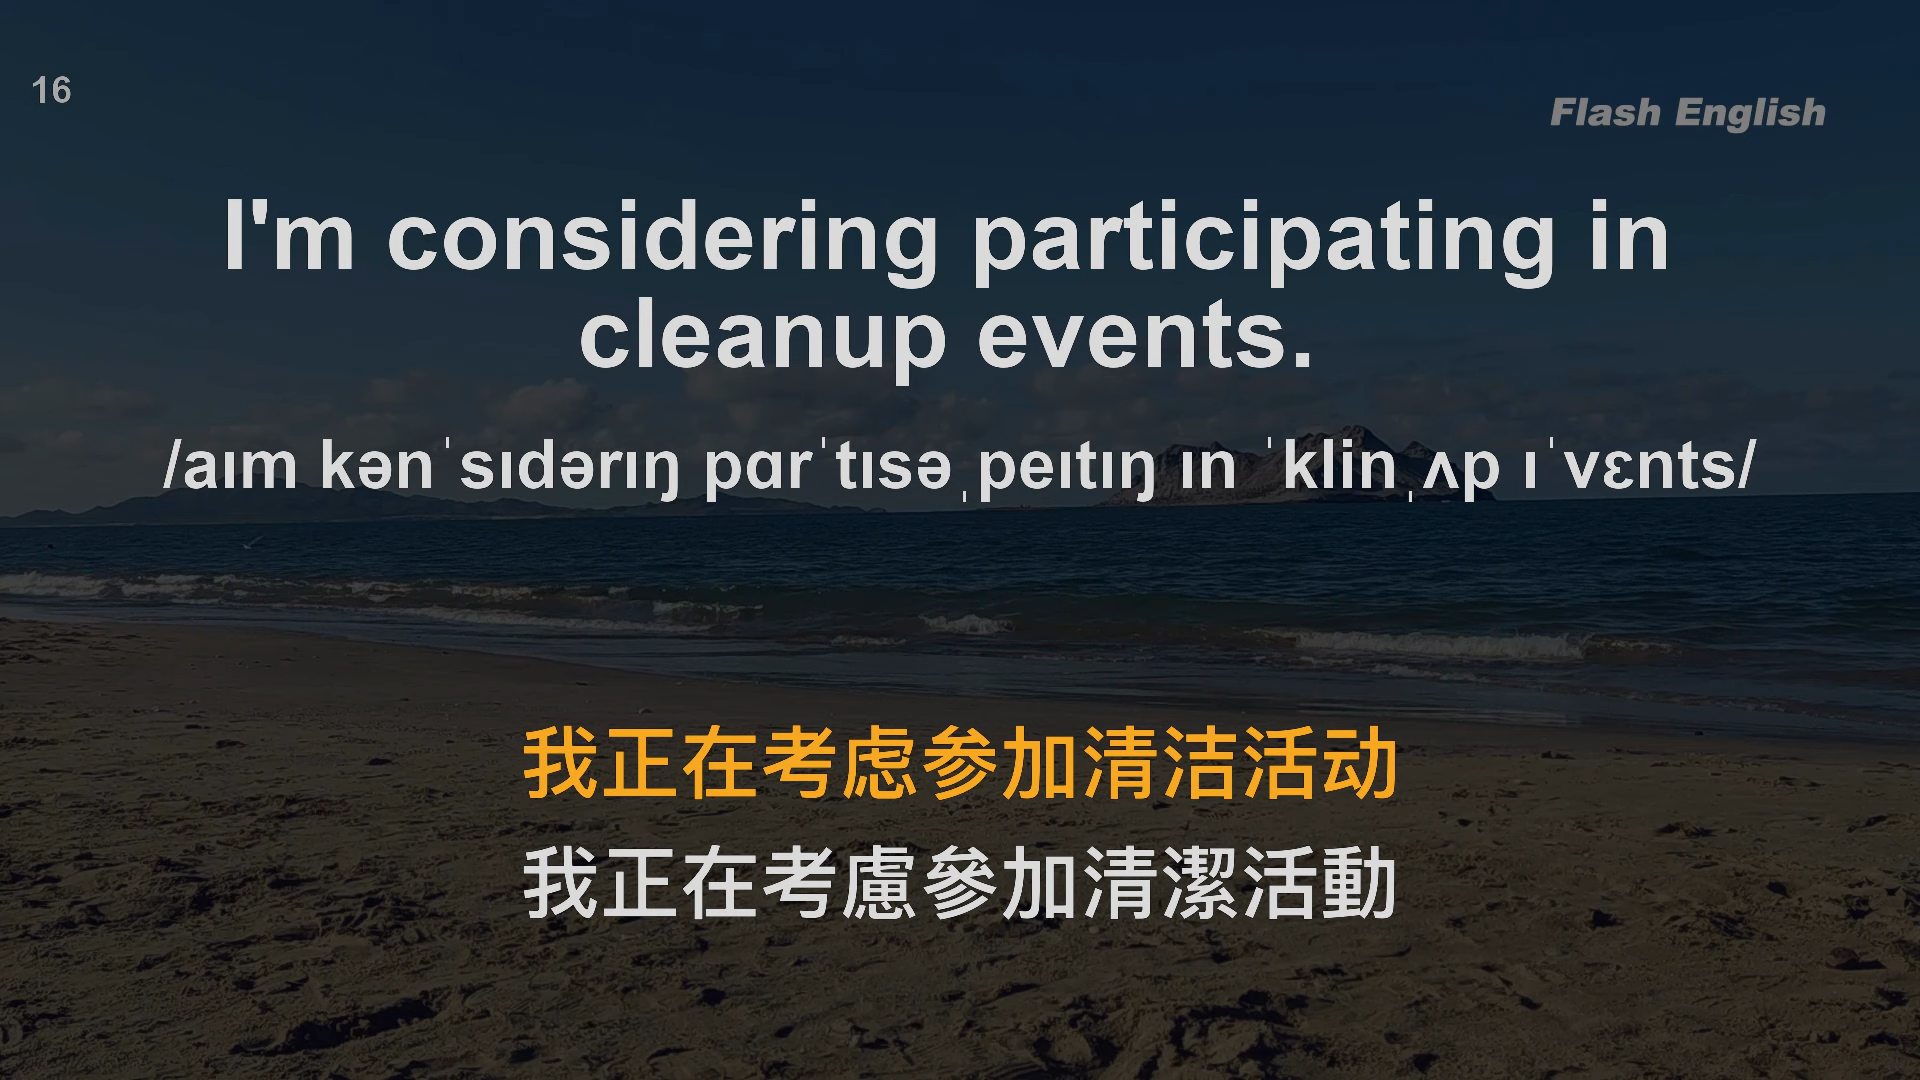 16
Flash English
I'm considering participating in
cleanup events.
/aɪm kənˈsɪdərɪŋ pɑrˈtɪsəˌpeɪtɪŋ ɪn ˈklinˌʌp ɪˈvɛnts/
我正在考虑参加清洁活动
我正在考慮參加清潔活動